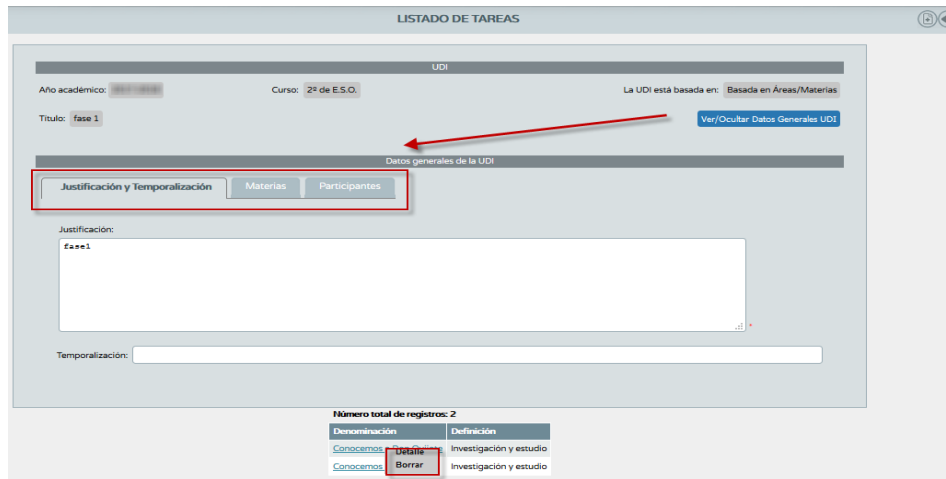 LISTADO DE TAREAS
UDI
Año académico: Curso: 2º de E.S.O. La UDI está basada en: Basada en Áreas/Materias
Título: fase 1 Ver/Ocultar Datos Generales UDI
Datos generales de la UDI
Justificación y Temporalización Materias Participantes
Justificación:
fase1
*
Temporalización:
Número total de registros: 2
Denominación Definición
Conocemos Investigación y estudio
Detalle
Conocemos Borrar Investigación y estudio